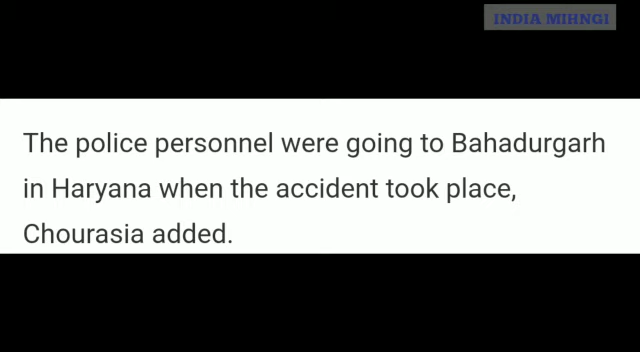 INDIA MIHNGI
The police personnel were going to Bahadurgarh
in Haryana when the accident took place,
Chourasia added.